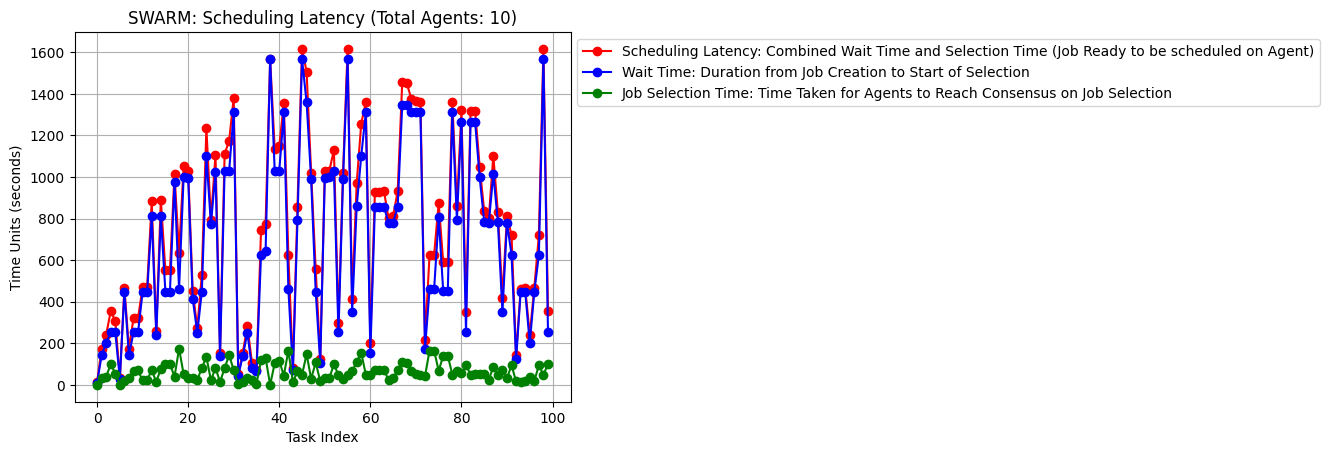 SWARM: Scheduling Latency (Total Agents: 10)
Scheduling Latency: Combined Wait Time and Selection Time (Job Ready to be scheduled on Agent)
Wait Time: Duration from Job Creation to Start of Selection
Job Selection Time: Time Taken for Agents to Reach Consensus on Job Selection
Time Units (seconds)
1600
1400
1200
1000
800
600
400
200
0
0 20 40 60 80 100
Task Index